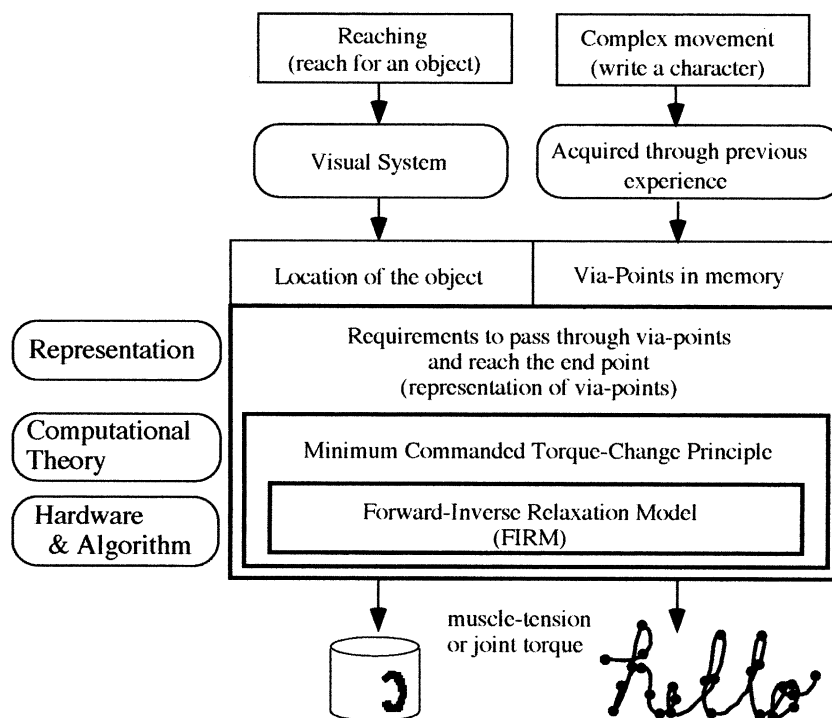 Reaching
(reach for an object)
Complex movement
(write a character)
Visual System
Acquired through previous
experience
Location of the object
Via-Points in memory
Representation
Requirements to pass through via-points
and reach the end point
(representation of via-points)
Computational
Theory
Minimum Commanded Torque-Change Principle
Hardware
& Algorithm
Forward-Inverse Relaxation Model
(FIRM)
muscle-tension
or joint torque
hello